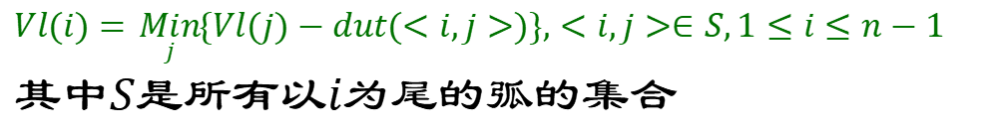 Vl(i) = Min{Vl(j) − dut(< i, j >)}, < i, j >∈ S, 1 ≤ i ≤ n − 1
j
其中S是所有以i为尾的弧的集合